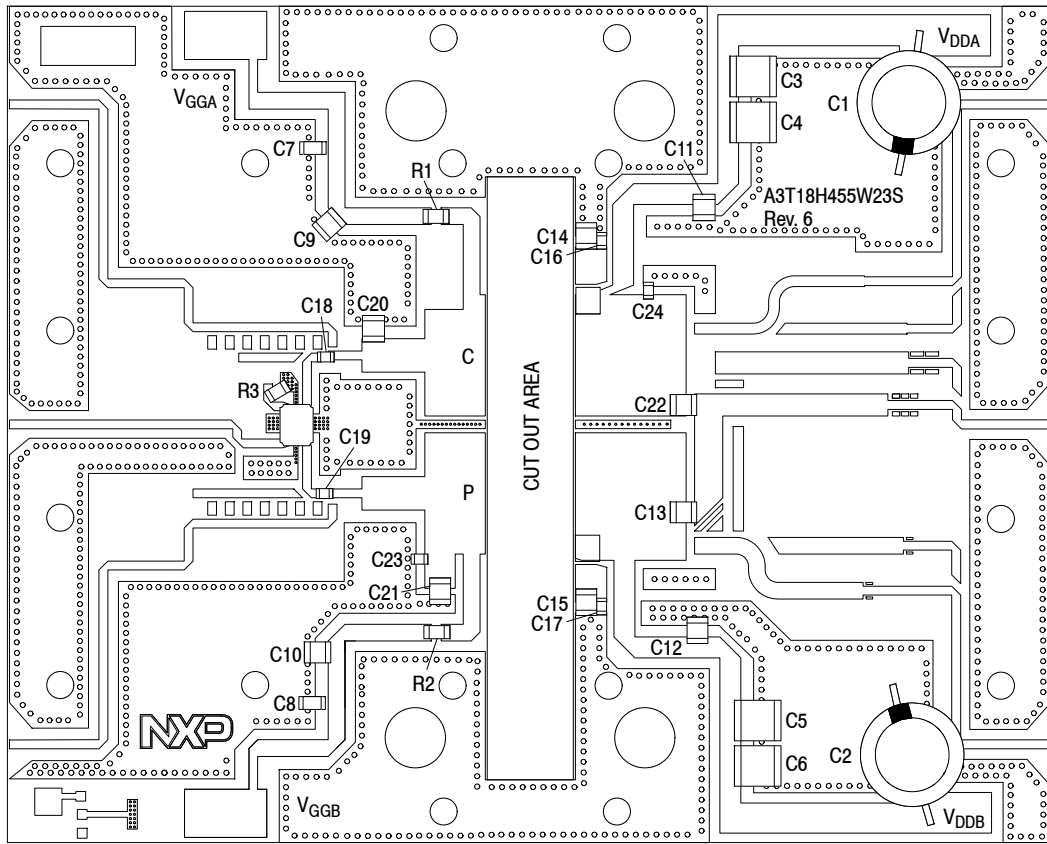 VDDA
C3
C1
VGGA
C4
C7
C11
R1
A3T18H455W23S
Rev. 6
C9
C14
C16
C20
C24
C18
C
R3
C22
CUT OUT AREA
C19
P
C13
C23
C21
C15
C17
C12
C10
R2
C8
C5
NXP
C6
C2
VGGB
VDDB